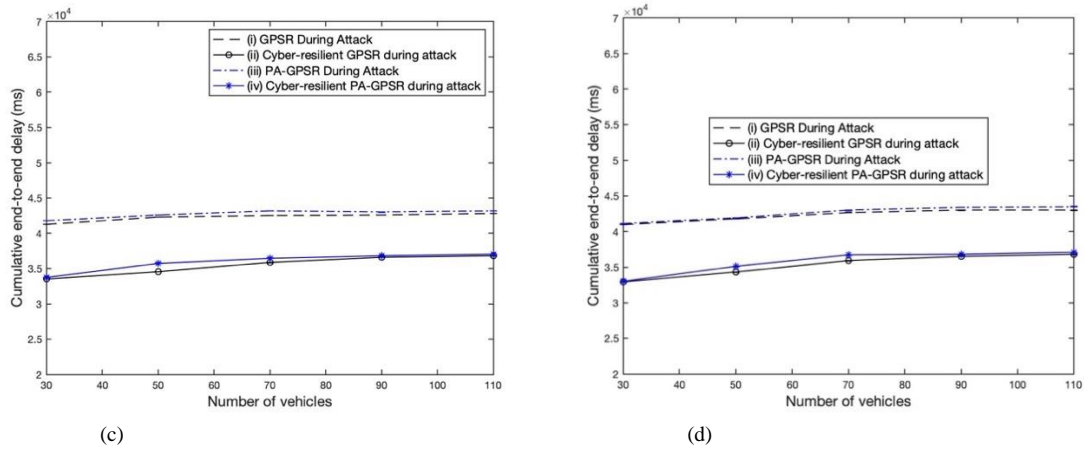 ×10⁴
7
6.5
6
5.5
5
4.5
4
3.5
3
2.5
2
Cumulative end-to-end delay (ms)
(i) GPSR During Attack
(ii) Cyber-resilient GPSR during attack
(iii) PA-GPSR During Attack
(iv) Cyber-resilient PA-GPSR during attack
30 40 50 60 70 80 90 100 110
Number of vehicles
(c)
×10⁴
7
6.5
6
5.5
5
4.5
4
3.5
3
2.5
2
Cumulative end-to-end delay (ms)
(i) GPSR During Attack
(ii) Cyber-resilient GPSR during attack
(iii) PA-GPSR During Attack
(iv) Cyber-resilient PA-GPSR during attack
30 40 50 60 70 80 90 100 110
Number of vehicles
(d)